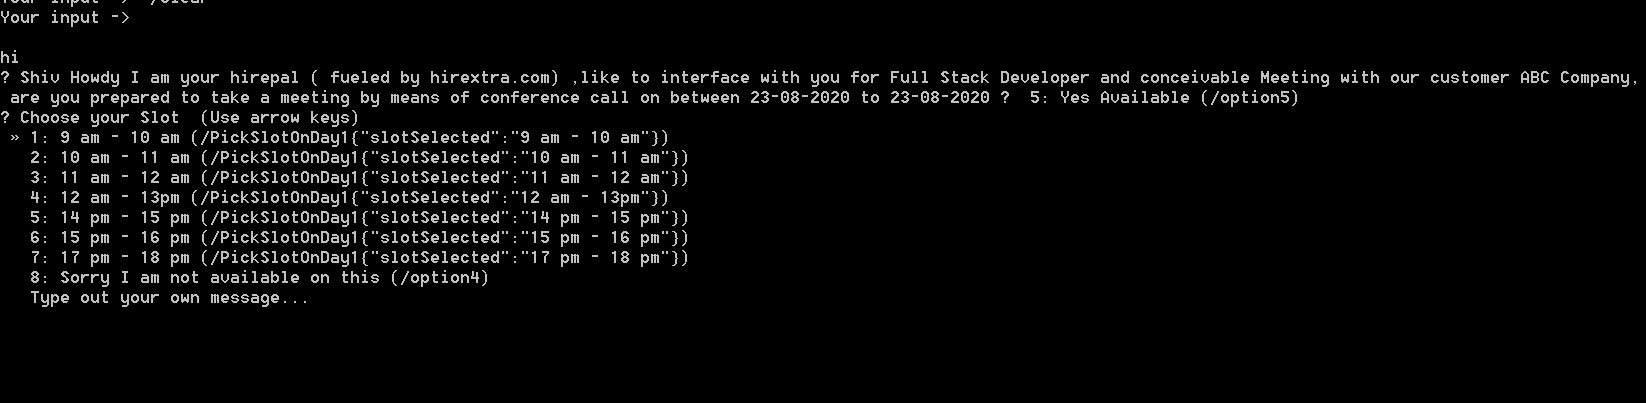 Your input -> /clear
Your input ->
hi
? Shiv Howdy I am your hirepal ( fueled by hirextra.com) ,like to interface with you for Full Stack Developer and conceivable Meeting with our customer ABC Company,
are you prepared to take a meeting by means of conference call on between 23-08-2020 to 23-08-2020 ?  5: Yes Available (/option5)
? Choose your Slot  (Use arrow keys)
» 1: 9 am - 10 am (/PickSlotOnDay1{"slotSelected":"9 am - 10 am"})
2: 10 am - 11 am (/PickSlotOnDay1{"slotSelected":"10 am - 11 am"})
3: 11 am - 12 am (/PickSlotOnDay1{"slotSelected":"11 am - 12 am"})
4: 12 am - 13pm (/PickSlotOnDay1{"slotSelected":"12 am - 13pm"})
5: 14 pm - 15 pm (/PickSlotOnDay1{"slotSelected":"14 pm - 15 pm"})
6: 15 pm - 16 pm (/PickSlotOnDay1{"slotSelected":"15 pm - 16 pm"})
7: 17 pm - 18 pm (/PickSlotOnDay1{"slotSelected":"17 pm - 18 pm"})
8: Sorry I am not available on this (/option4)
Type out your own message...